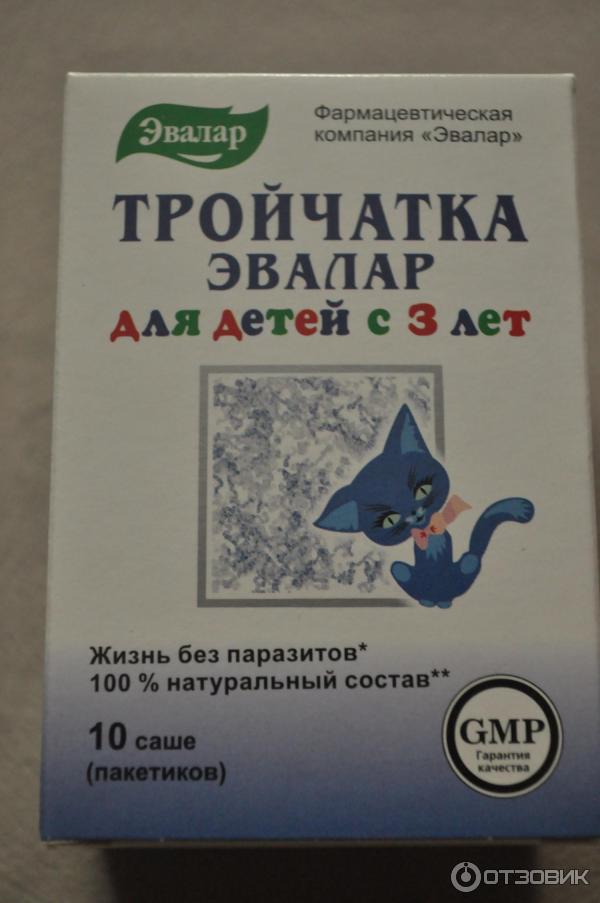 Эвалар
Фармацевтическая
компания «Эвалар»
ТРОЙЧАТКА
ЭВАЛАР
для детей с 3 лет
Жизнь без паразитов*
100 % натуральный состав**
10 саше
(пакетиков)
GMP
Гарантия
качества
ОТЗОВИК